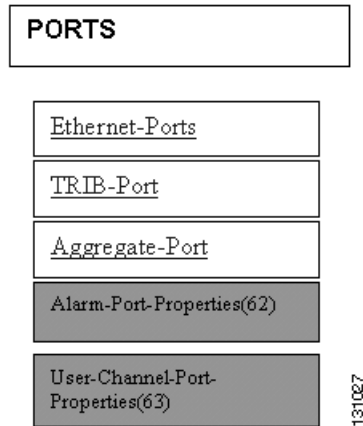 PORTS
Ethernet-Ports
TRIB-Port
Aggregate-Port
Alarm-Port-Properties(62)
User-Channel-Port-
Properties(63)
131027